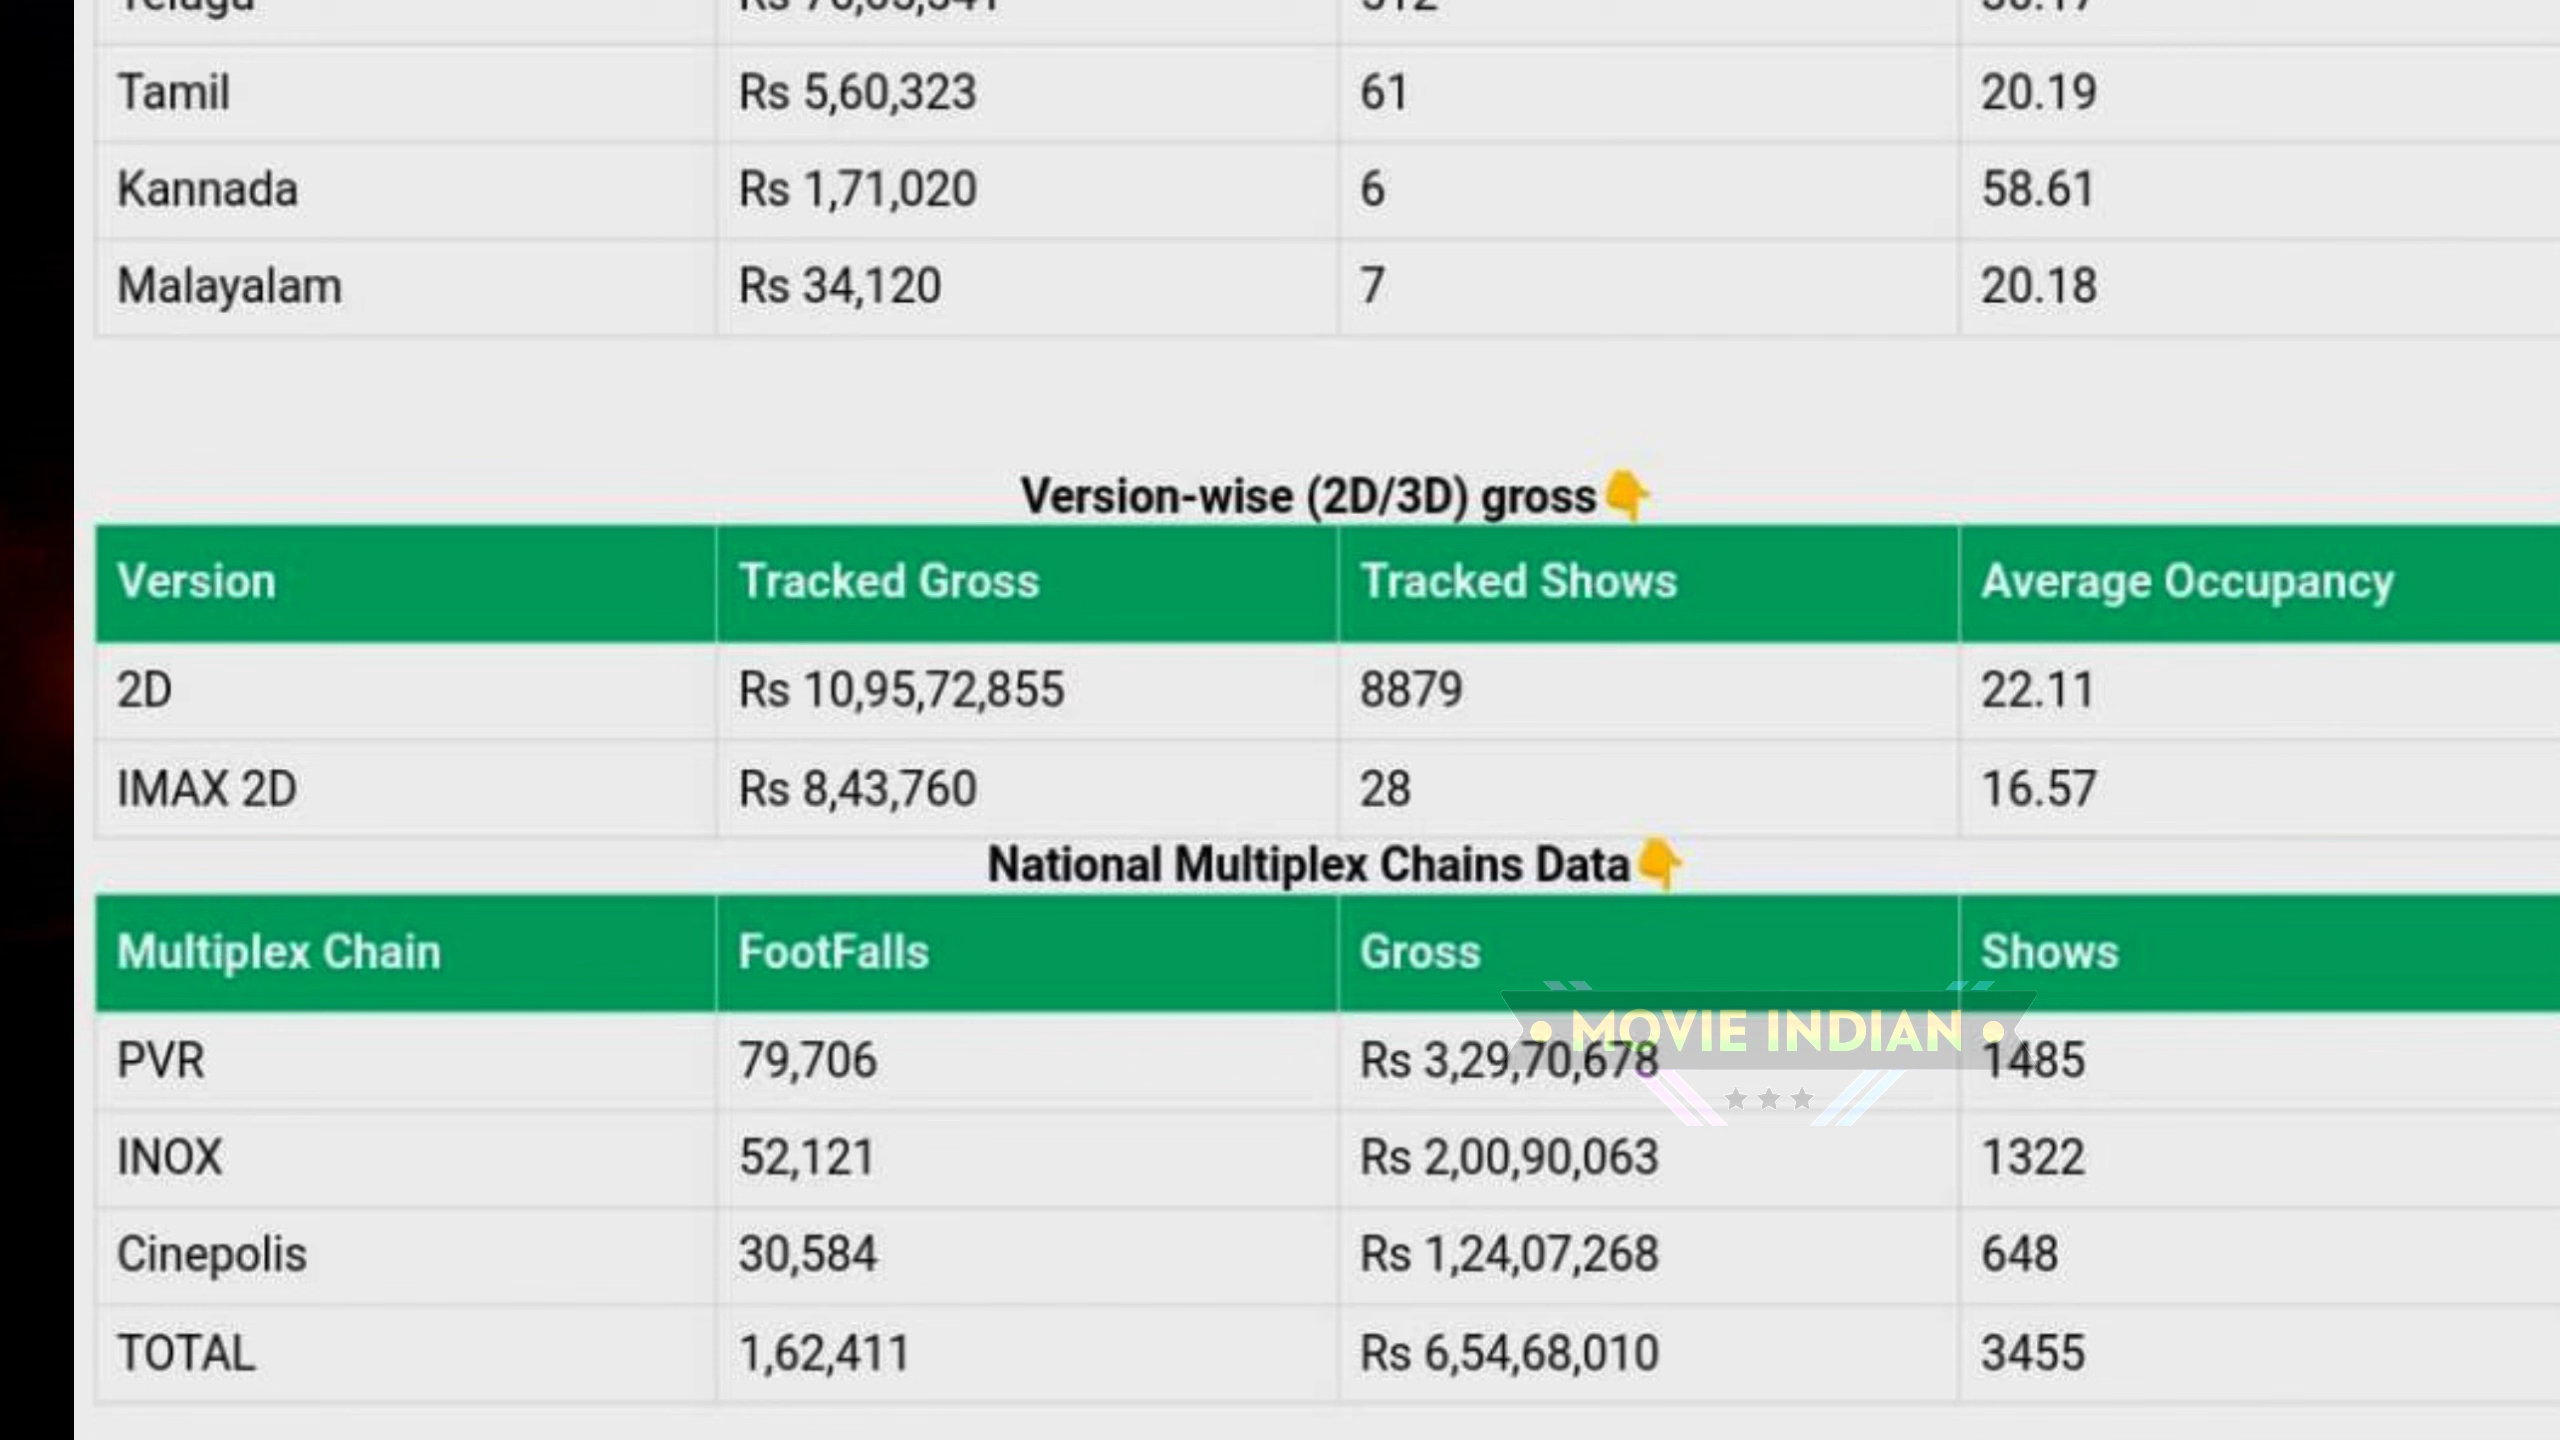 Tamil Rs 5,60,323 61 20.19
Kannada Rs 1,71,020 6 58.61
Malayalam Rs 34,120 7 20.18
Version-wise (2D/3D) gross👇
Version Tracked Gross Tracked Shows Average Occupancy
2D Rs 10,95,72,855 8879 22.11
IMAX 2D Rs 8,43,760 28 16.57
National Multiplex Chains Data👇
Multiplex Chain FootFalls Gross Shows
MOVIE INDIAN
PVR 79,706 Rs 3,29,70,678 1485
INOX 52,121 Rs 2,00,90,063 1322
Cinepolis 30,584 Rs 1,24,07,268 648
TOTAL 1,62,411 Rs 6,54,68,010 3455